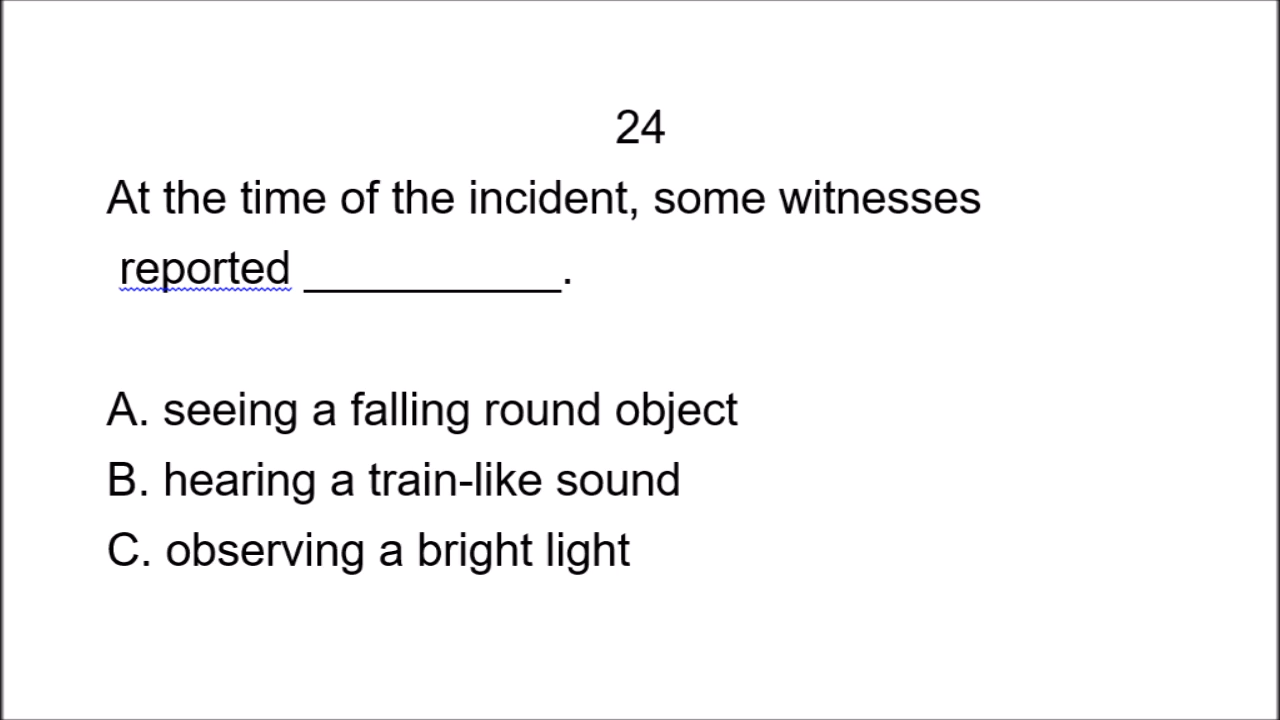 24
At the time of the incident, some witnesses
reported ___________.
A. seeing a falling round object
B. hearing a train-like sound
C. observing a bright light